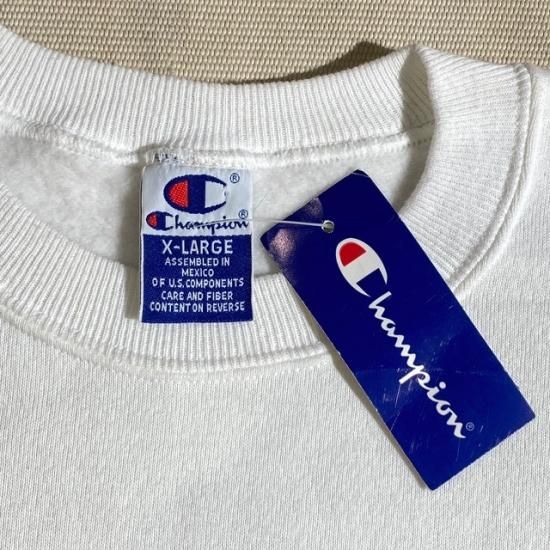 ®
Champion®
X-LARGE
ASSEMBLED IN
MEXICO
OF U.S. COMPONENTS
CARE AND FIBER
CONTENT ON REVERSE
Champion®